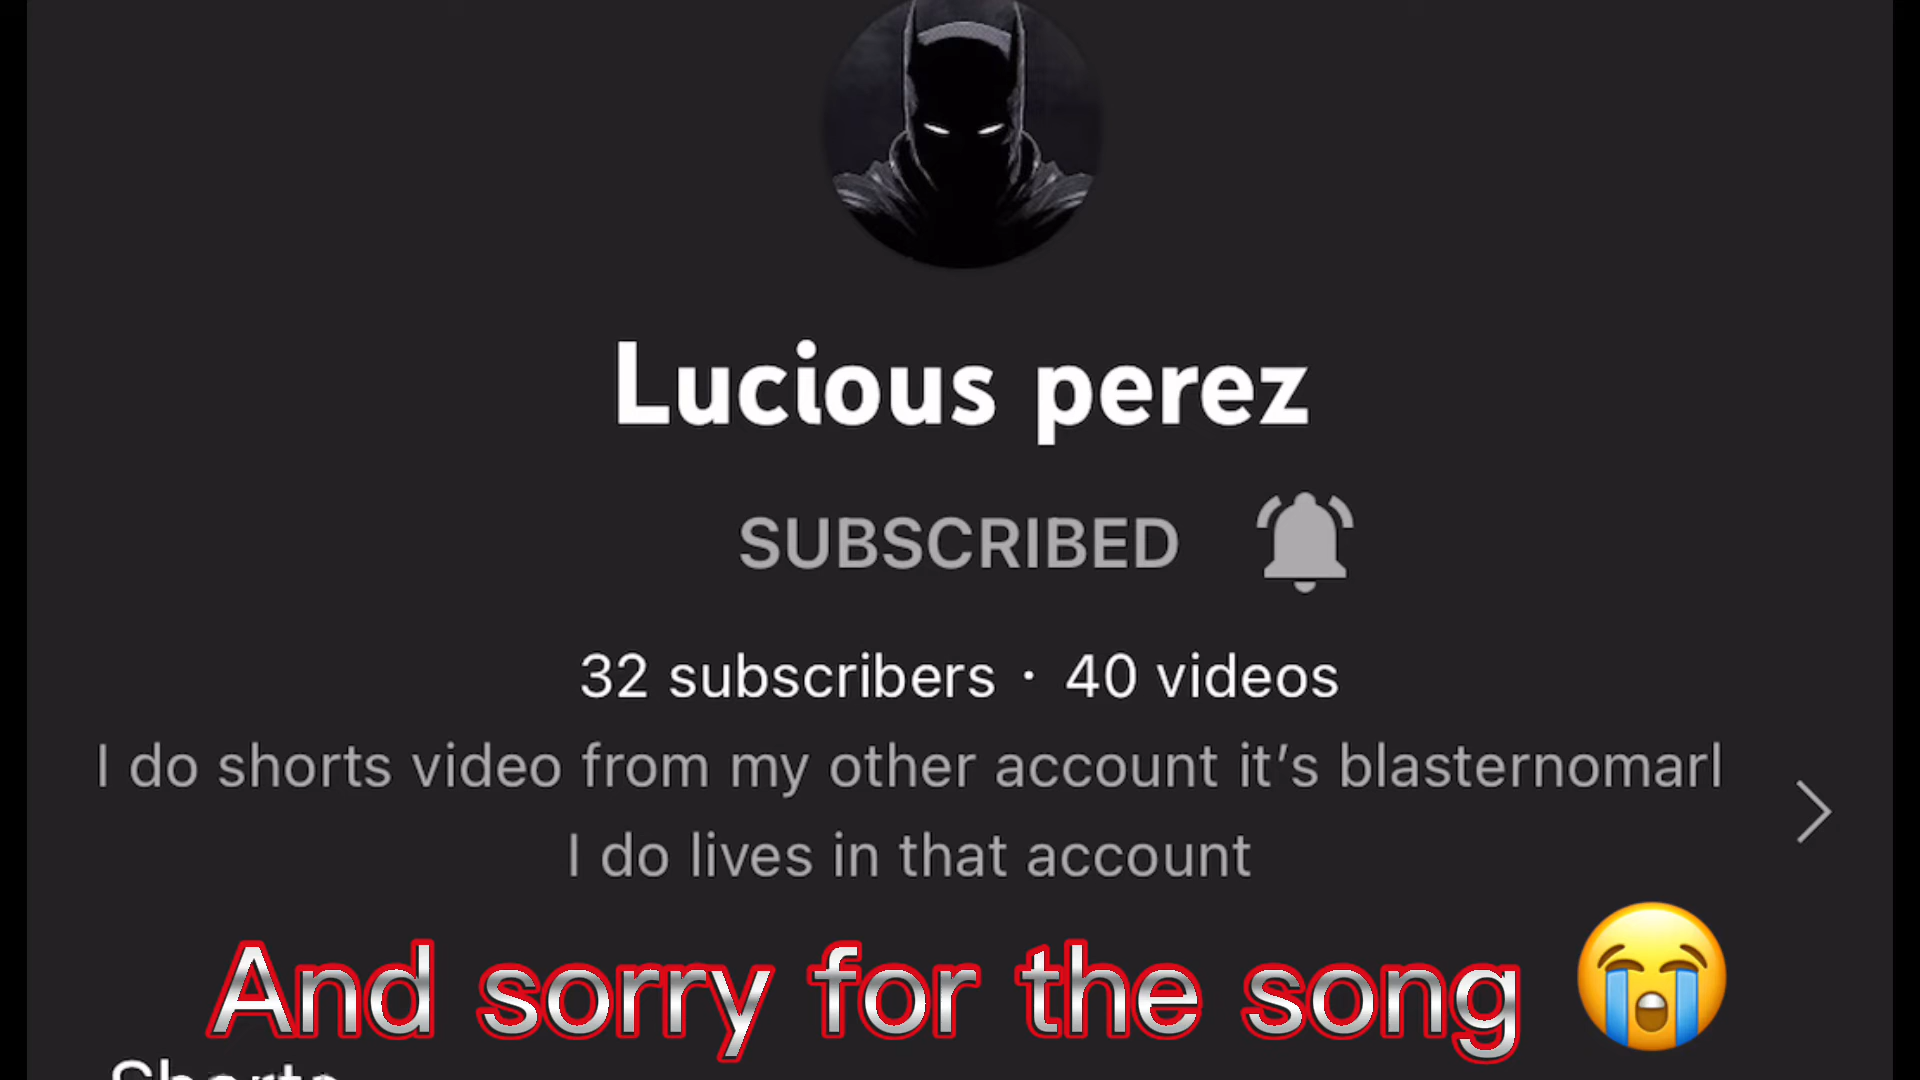 Lucious perez
SUBSCRIBED
32 subscribers · 40 videos
I do shorts video from my other account it’s blasternomarl
I do lives in that account
And sorry for the song 😭
Shorts